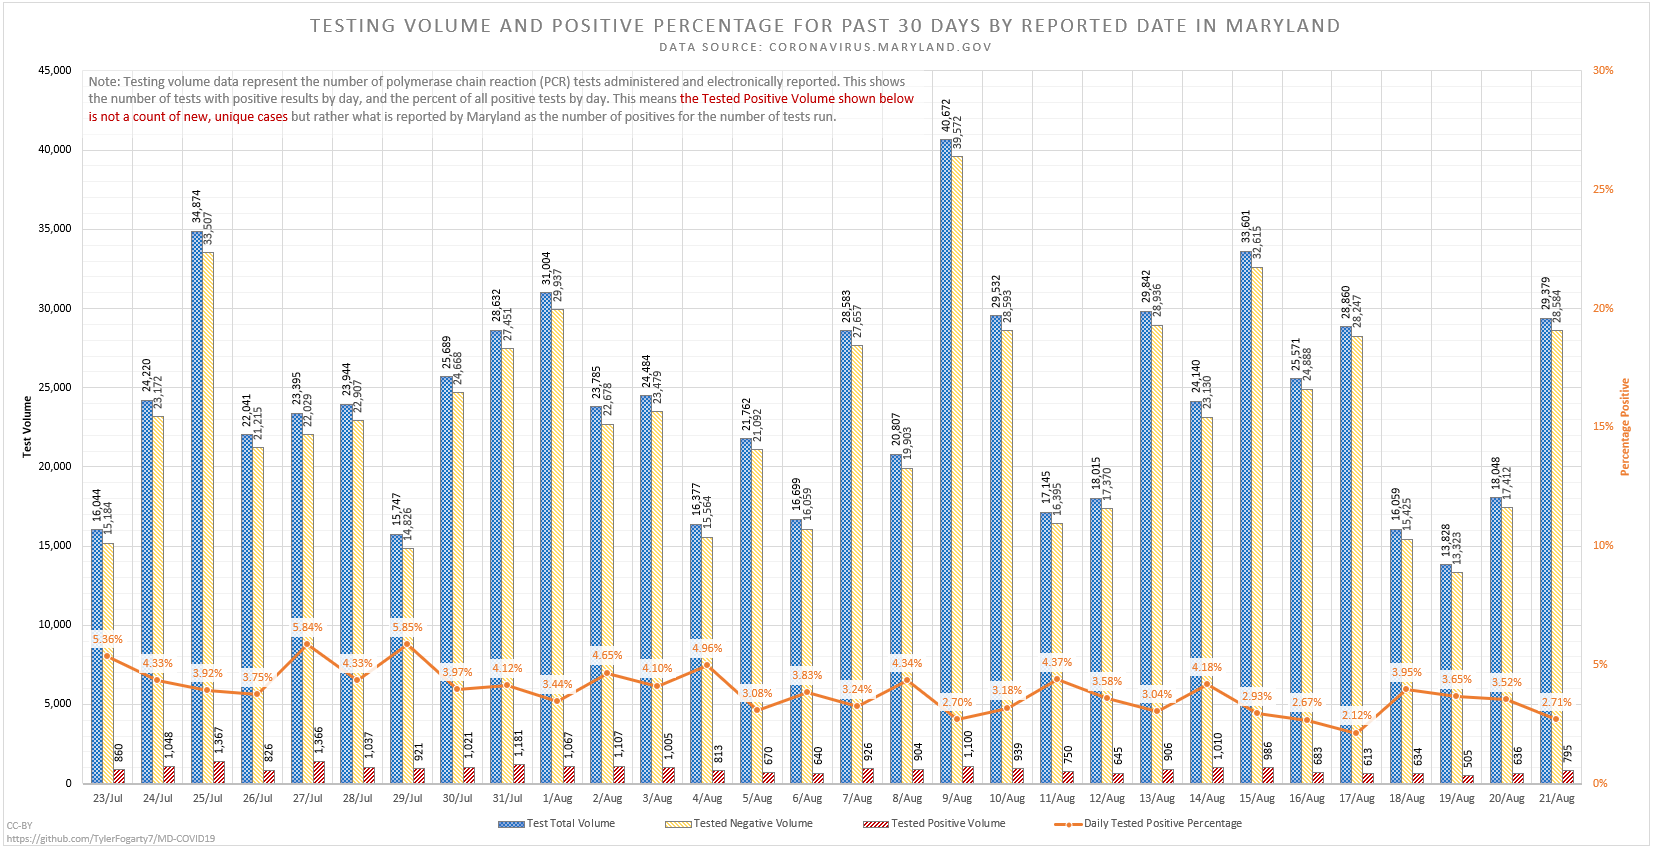 TESTING VOLUME AND POSITIVE PERCENTAGE FOR PAST 30 DAYS BY REPORTED DATE IN MARYLAND
DATA SOURCE: CORONAVIRUS.MARYLAND.GOV
Note: Testing volume data represent the number of polymerase chain reaction (PCR) tests administered and electronically reported. This shows
the number of tests with positive results by day, and the percent of all positive tests by day. This means the Tested Positive Volume shown below
is not a count of new, unique cases but rather what is reported by Maryland as the number of positives for the number of tests run.
Test Volume
45,000
40,000
35,000
30,000
25,000
20,000
15,000
10,000
5,000
0
30%
25%
20%
15%
10%
5%
0%
Percentage Positive
16,044 15,184 5.36% 860 23/Jul
24,220 23,172 4.33% 1,048 24/Jul
34,874 33,507 3.92% 1,367 25/Jul
22,041 21,215 3.75% 826 26/Jul
23,395 22,029 5.84% 1,366 27/Jul
23,944 22,907 4.33% 1,037 28/Jul
15,747 14,826 5.85% 921 29/Jul
25,689 24,668 3.97% 1,021 30/Jul
28,632 27,451 4.12% 1,181 31/Jul
31,004 29,937 3.44% 1,067 1/Aug
23,785 22,678 4.65% 1,107 2/Aug
24,484 23,479 4.10% 1,005 3/Aug
16,377 15,564 4.96% 813 4/Aug
21,762 21,092 3.08% 670 5/Aug
16,699 16,059 3.83% 640 6/Aug
28,583 27,657 3.24% 926 7/Aug
20,807 19,903 4.34% 904 8/Aug
40,672 39,572 2.70% 1,100 9/Aug
29,532 28,593 3.18% 939 10/Aug
17,145 16,395 4.37% 750 11/Aug
18,015 17,370 3.58% 645 12/Aug
29,842 28,936 3.04% 906 13/Aug
24,140 23,130 4.18% 1,010 14/Aug
33,601 32,615 2.93% 986 15/Aug
25,571 24,888 2.67% 683 16/Aug
28,860 28,247 2.12% 613 17/Aug
16,059 15,425 3.95% 634 18/Aug
13,828 13,323 3.65% 505 19/Aug
18,048 17,412 3.52% 636 20/Aug
29,379 28,584 2.71% 795 21/Aug
Test Total Volume
Tested Negative Volume
Tested Positive Volume
Daily Tested Positive Percentage
CC-BY
https://github.com/TylerFogarty7/MD-COVID19